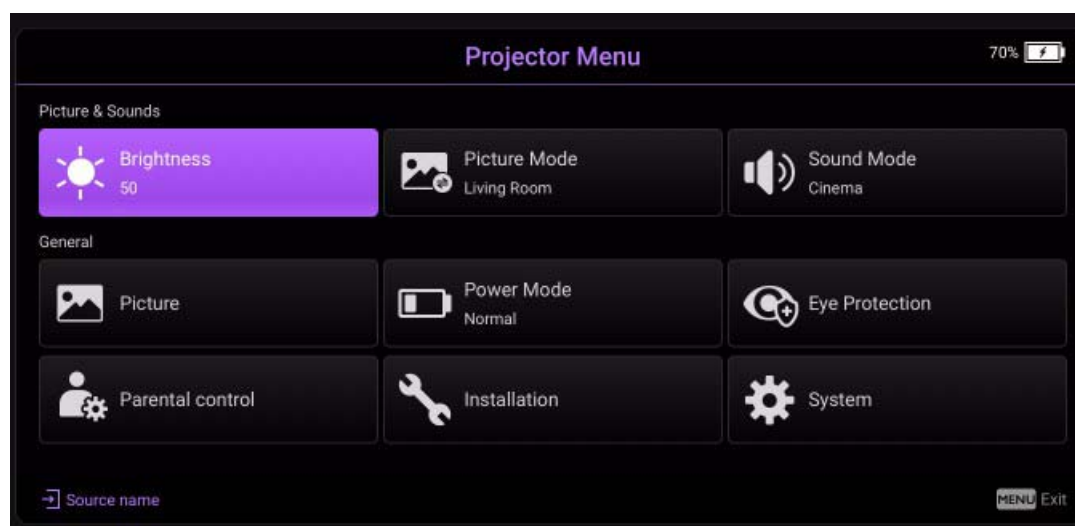 Projector Menu
70%
Picture & Sounds
Brightness
50
Picture Mode
Living Room
Sound Mode
Cinema
General
Picture
Power Mode
Normal
Eye Protection
Parental control
Installation
System
Source name
MENU Exit